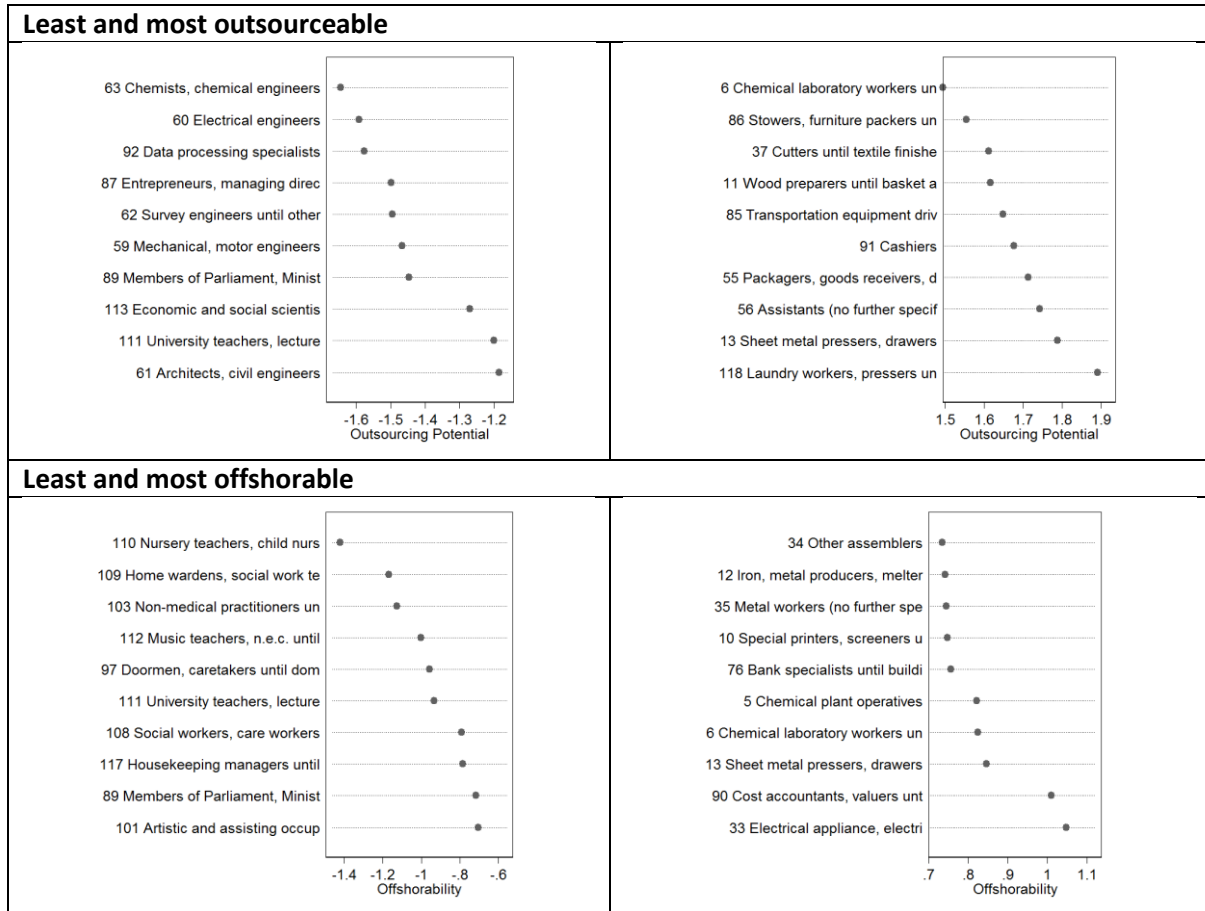 Least and most outsourceable
63 Chemists, chemical engineers
60 Electrical engineers
92 Data processing specialists
87 Entrepreneurs, managing direc
62 Survey engineers until other
59 Mechanical, motor engineers
89 Members of Parliament, Minist
113 Economic and social scientis
111 University teachers, lecture
61 Architects, civil engineers
-1.6 -1.5 -1.4 -1.3 -1.2
Outsourcing Potential
6 Chemical laboratory workers un
86 Stowers, furniture packers un
37 Cutters until textile finishe
11 Wood preparers until basket a
85 Transportation equipment driv
91 Cashiers
55 Packagers, goods receivers, d
56 Assistants (no further specif
13 Sheet metal pressers, drawers
118 Laundry workers, pressers un
1.5 1.6 1.7 1.8 1.9
Outsourcing Potential
Least and most offshorable
110 Nursery teachers, child nurs
109 Home wardens, social work te
103 Non-medical practitioners un
112 Music teachers, n.e.c. until
97 Doormen, caretakers until dom
111 University teachers, lecture
108 Social workers, care workers
117 Housekeeping managers until
89 Members of Parliament, Minist
101 Artistic and assisting occup
-1.4 -1.2 -1 -.8 -.6
Offshorability
34 Other assemblers
12 Iron, metal producers, melter
35 Metal workers (no further spe
10 Special printers, screeners u
76 Bank specialists until buildi
5 Chemical plant operatives
6 Chemical laboratory workers un
13 Sheet metal pressers, drawers
90 Cost accountants, valuers unt
33 Electrical appliance, electri
.7 .8 .9 1 1.1
Offshorability